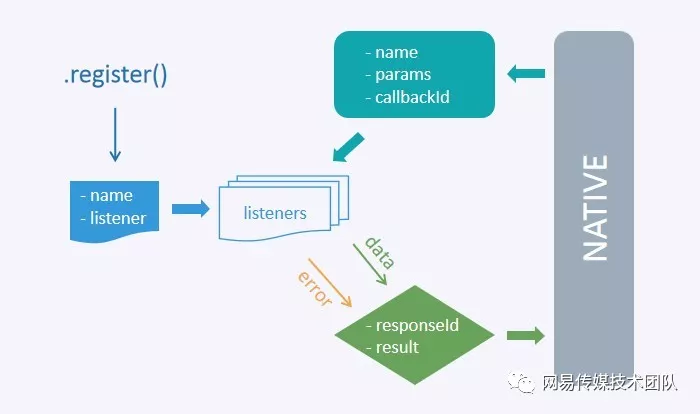 .register()
- name
- params
- callbackId
- name
- listener
listeners
NATIVE
data
error
- responseId
- result
网易传媒技术团队